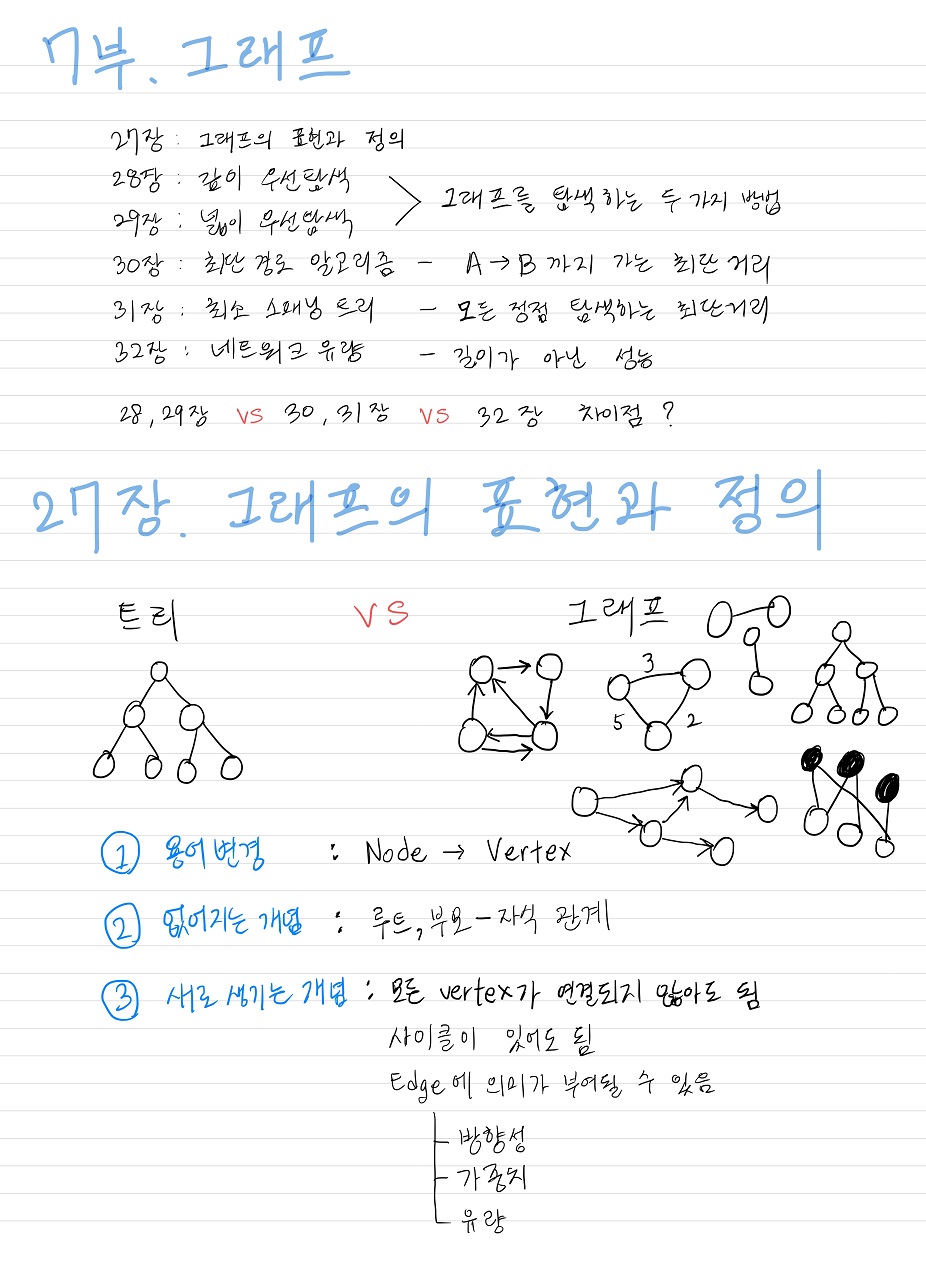 7부. 그래프
27장 : 그래프의 표현과 정의
28장 : 깊이 우선탐색
29장 : 넓이 우선탐색
> 그래프를 탐색하는 두 가지 방법
30장 : 최단 경로 알고리즘 - A → B 까지 가는 최단거리
31장 : 최소 스패닝 트리 - 모든 정점 탐색하는 최단거리
32장 : 네트워크 유량 - 길이가 아닌 성능
28, 29장 VS 30, 31장 VS 32장 차이점 ?
27장. 그래프의 표현과 정의
트리 VS 그래프
3
5 2
① 용어변경 : Node → Vertex
② 없어지는 개념 : 루트, 부모-자식 관계
③ 새로 생기는 개념 : 모든 vertex가 연결되지 않아도 됨
사이클이 있어도 됨
Edge에 의미가 부여될 수 있음
방향성
가중치
유량